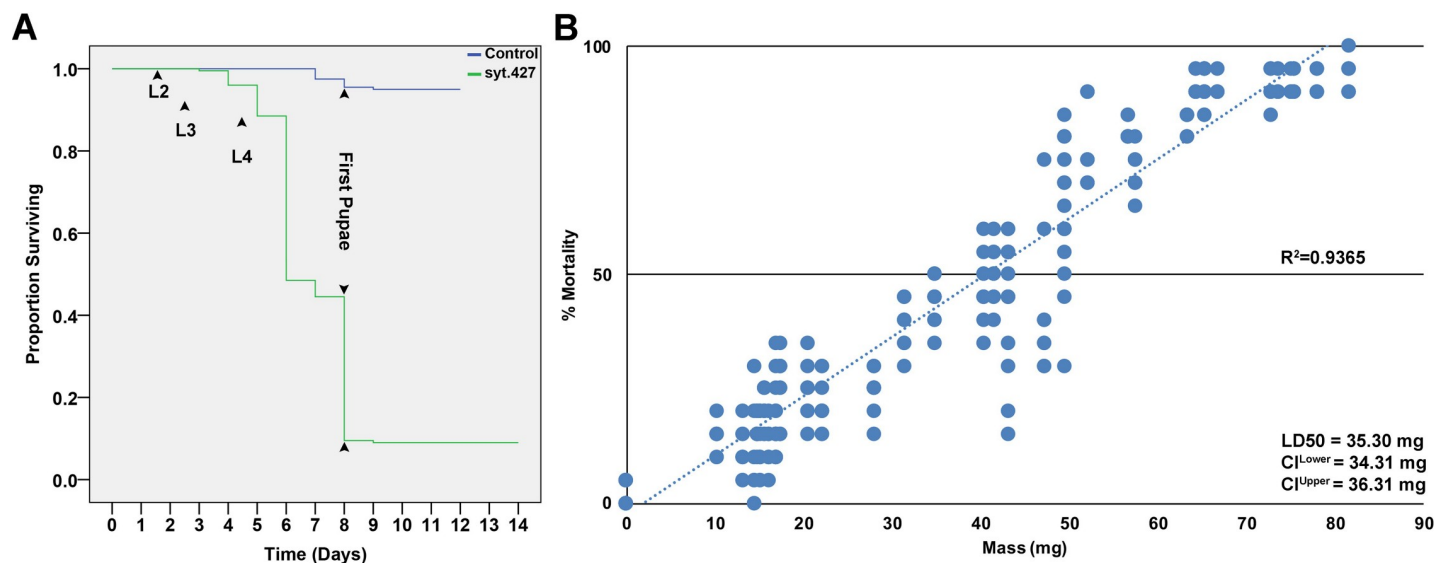 A
Control
syt.427
1.0
0.8
0.6
0.4
0.2
0.0
L2
L3
L4
First Pupae
Proportion Surviving
0 1 2 3 4 5 6 7 8 9 10 11 12 13 14
Time (Days)
B
100
50
0
% Mortality
R²=0.9365
LD50 = 35.30 mg
CI^Lower = 34.31 mg
CI^Upper = 36.31 mg
0 10 20 30 40 50 60 70 80 90
Mass (mg)